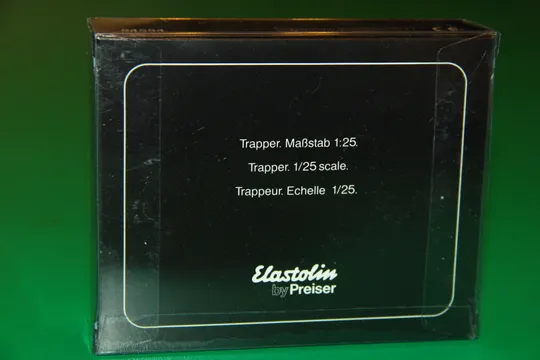 Trapper. Maßstab 1:25.
Trapper. 1/25 scale.
Trappeur. Echelle 1/25.
Elastolin
by Preiser